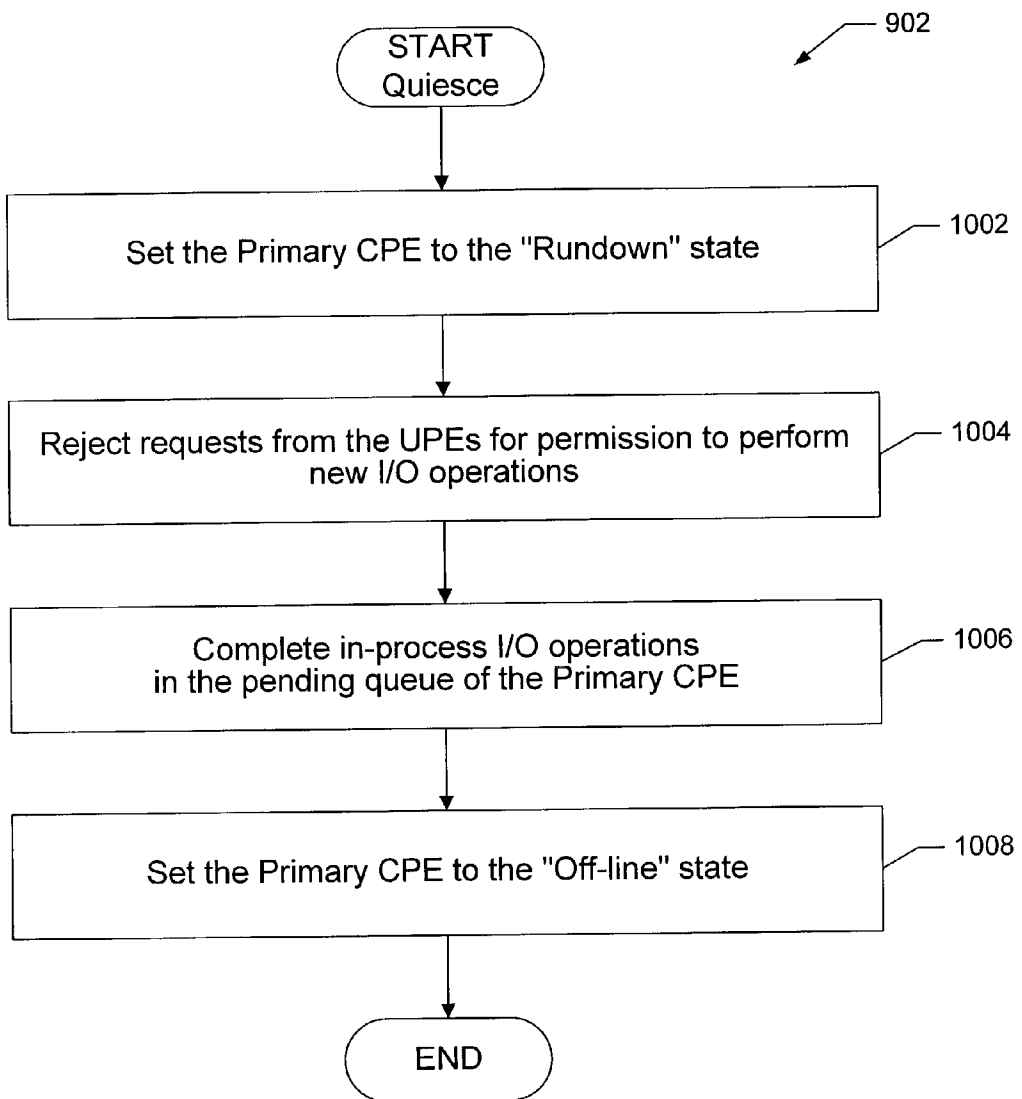 902
START
Quiesce
Set the Primary CPE to the "Rundown" state
1002
Reject requests from the UPEs for permission to perform
new I/O operations
1004
Complete in-process I/O operations
in the pending queue of the Primary CPE
1006
Set the Primary CPE to the "Off-line" state
1008
END